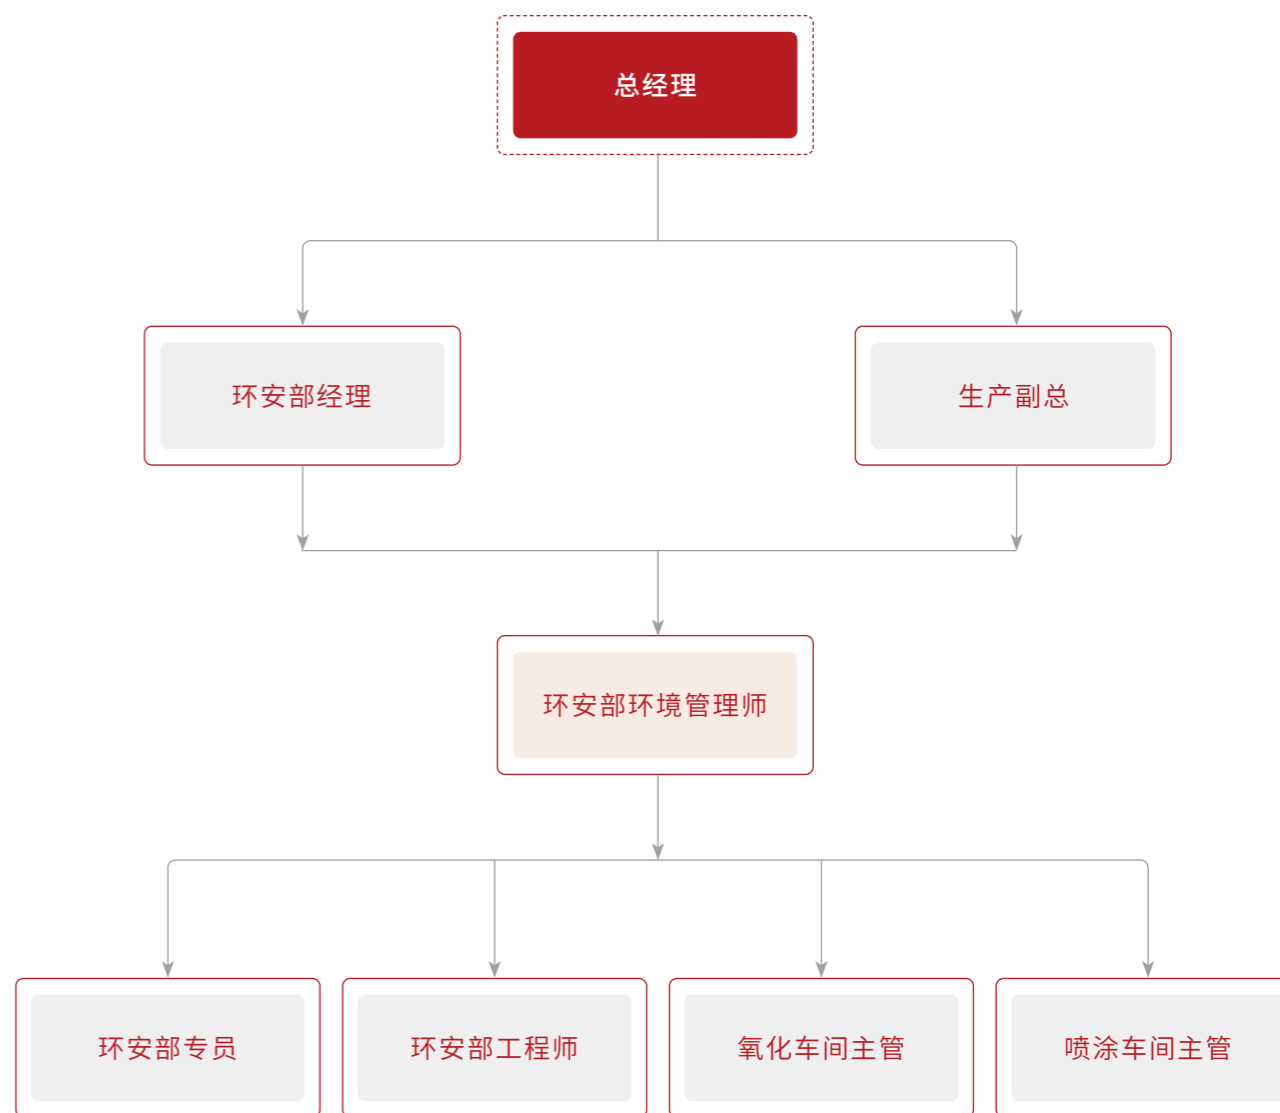 总经理
环安部经理
生产副总
环安部环境管理师
环安部专员
环安部工程师
氧化车间主管
喷涂车间主管